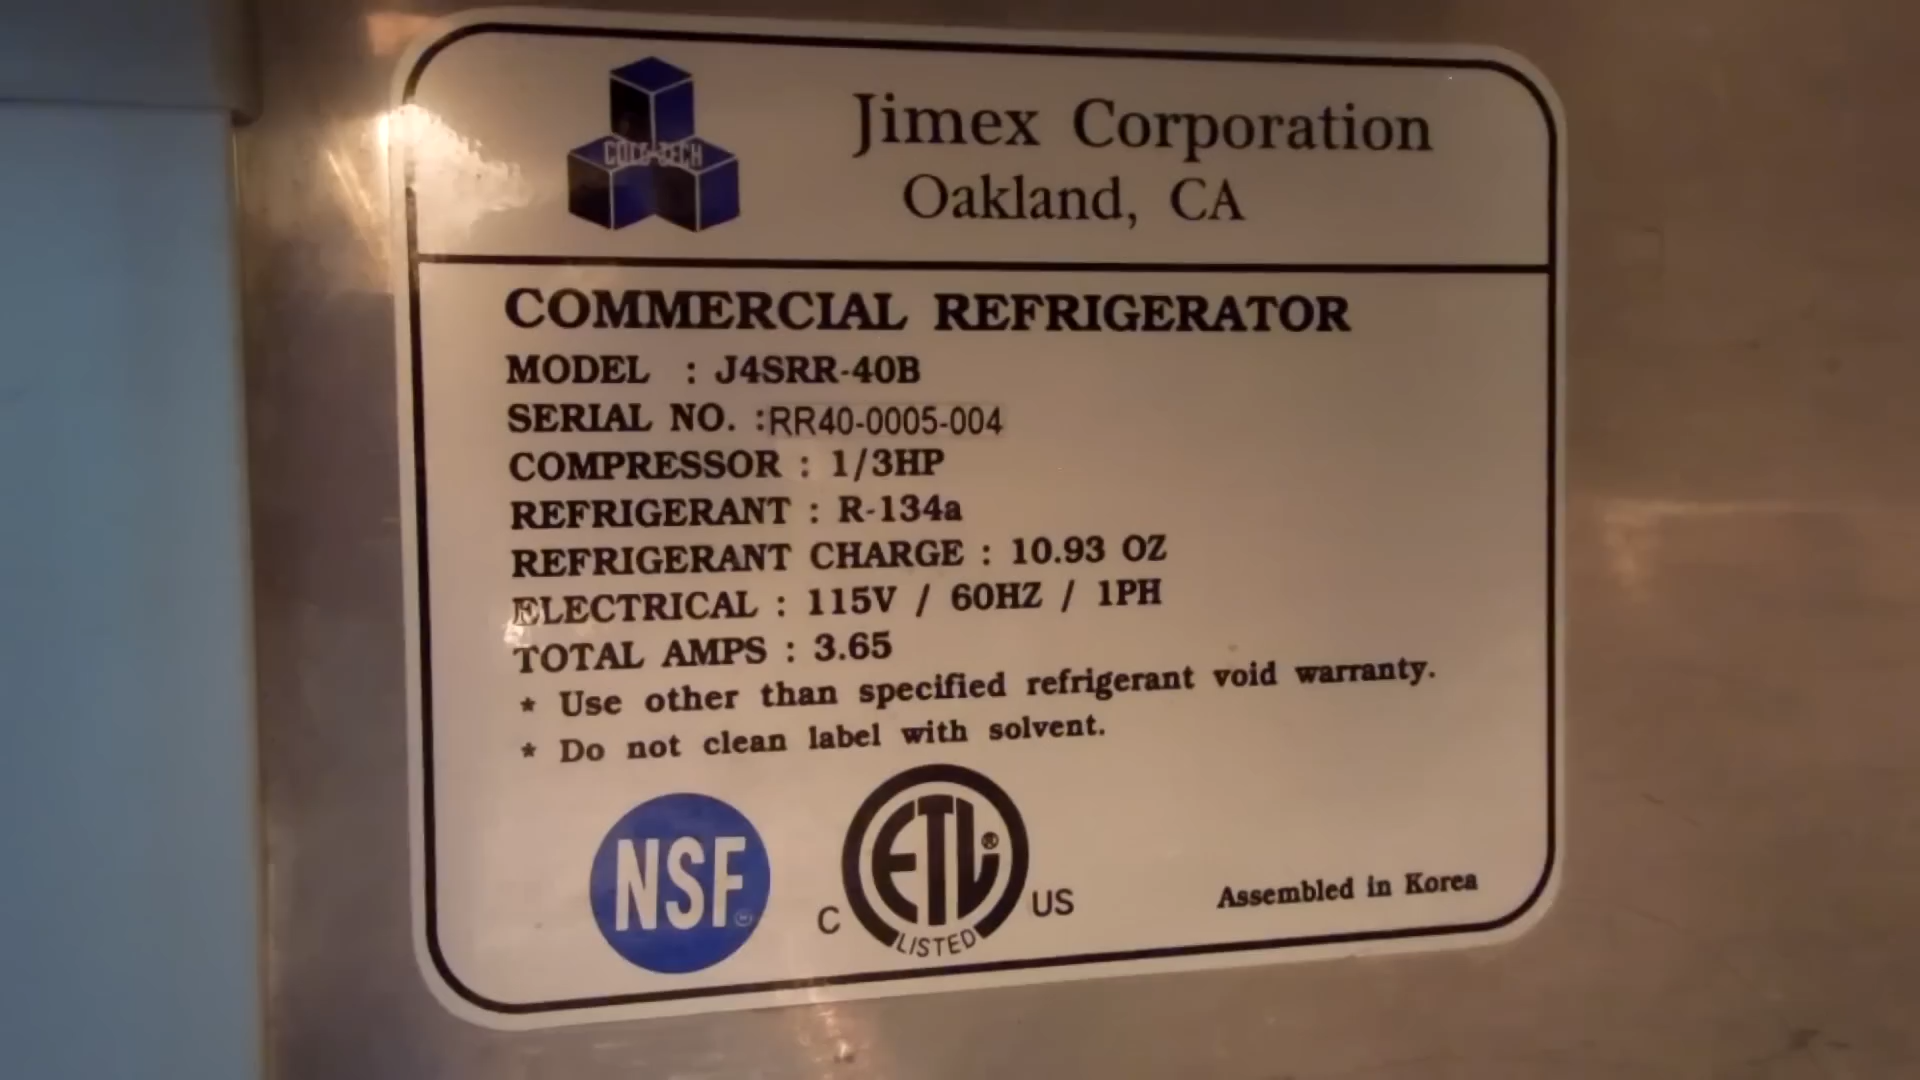 COLD-TECH
Jimex Corporation
Oakland, CA
COMMERCIAL REFRIGERATOR
MODEL : J4SRR-40B
SERIAL NO. :RR40-0005-004
COMPRESSOR : 1/3HP
REFRIGERANT : R-134a
REFRIGERANT CHARGE : 10.93 OZ
ELECTRICAL : 115V / 60HZ / 1PH
TOTAL AMPS : 3.65
* Use other than specified refrigerant void warranty.
* Do not clean label with solvent.
NSF
C ETL® US
LISTED
Assembled in Korea